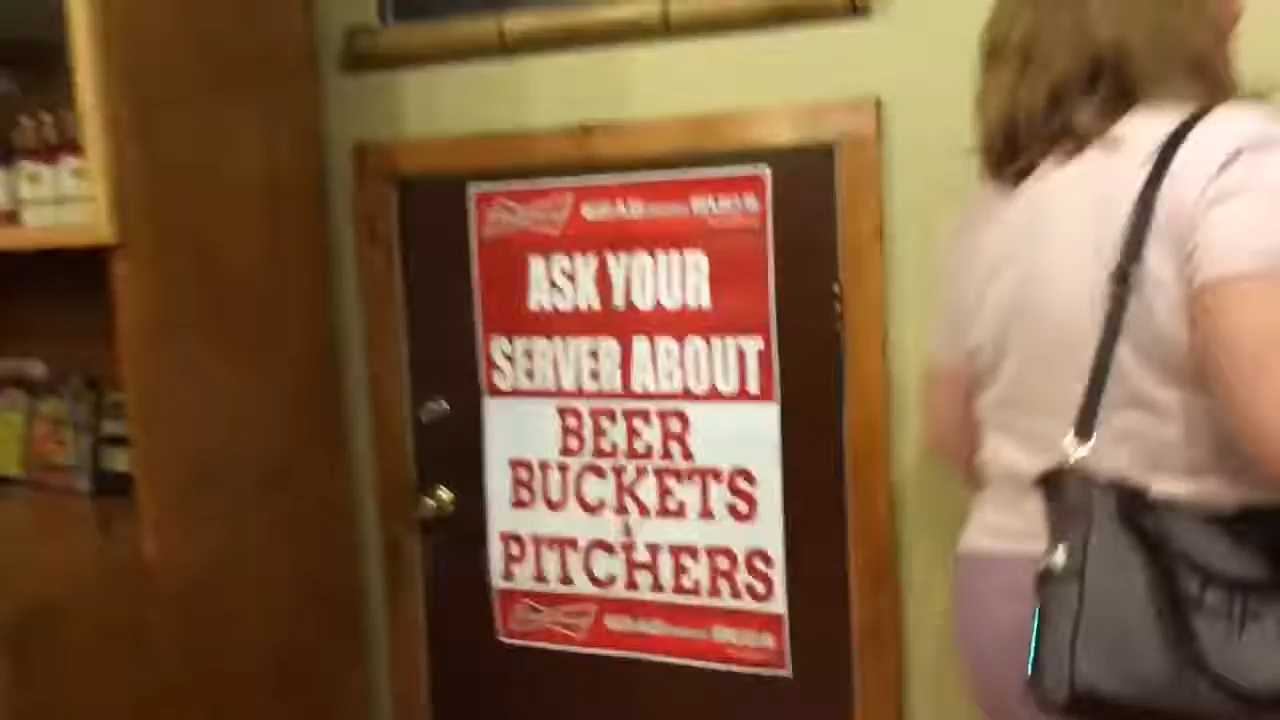 ASK YOUR
SERVER ABOUT
BEER
BUCKETS
&
PITCHERS